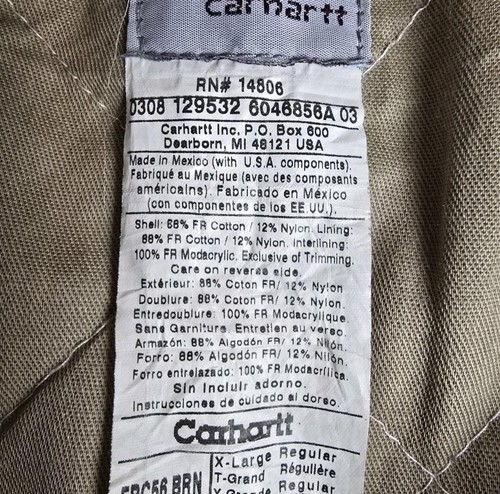 carhartt
RN# 14806
0308 129532 6046856A 03
Carhartt Inc. P.O. Box 600
Dearborn, MI 48121 USA
Made in Mexico (with U.S.A. components).
Fabriqué au Mexique (avec des composants
américains). Fabricado en México
(con componentes de los EE.UU.).
Shell: 88% FR Cotton / 12% Nylon. Lining:
88% FR Cotton / 12% Nylon. Interlining:
100% FR Modacrylic. Exclusive of Trimming.
Care on reverse side.
Extérieur: 88% Coton FR/ 12% Nylon
Doublure: 88% Coton FR/ 12% Nylon.
Entredoublure: 100% FR Modacrylique.
Sans Garniture. Entretien au verso.
Armazón: 88% Algodón FR/ 12% Nilón.
Forro: 88% Algodón FR/ 12% Nilón.
Forro entrelazado: 100% FR Modacrílica.
Sin incluir adorno.
Instrucciones de cuidado al dorso.
Carhartt
FRC66 BRN
X-Large Regular
T-Grand Régulière
X-Grande Regular